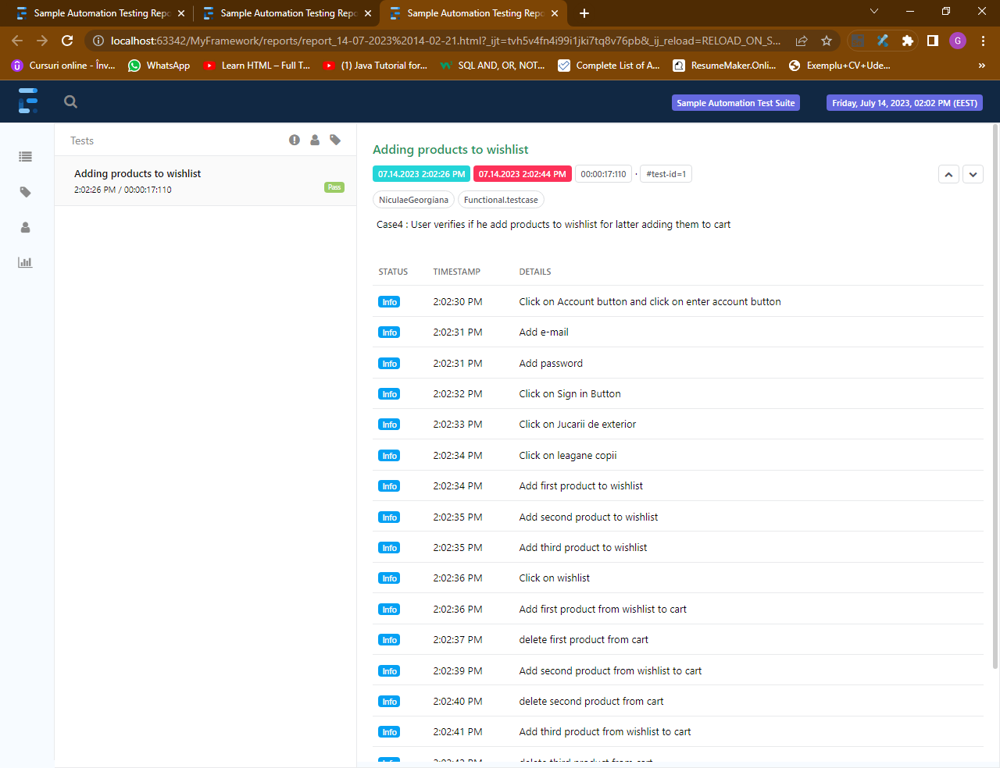 Sample Automation Testing Repo
Sample Automation Testing Repo
Sample Automation Testing Repo
localhost:63342/MyFramework/reports/report_14-07-2023%2014-02-21.html?_ijt=tvh5v4fn4i99i1jki7tq8v76pb&_ij_reload=RELOAD_ON_S...
G
Cursuri online - Înv...
WhatsApp
Learn HTML – Full T...
(1) Java Tutorial for...
SQL AND, OR, NOT...
Complete List of A...
ResumeMaker.Onli...
Exemplu+CV+Ude...
»
Sample Automation Test Suite
Friday, July 14, 2023, 02:02 PM (EEST)
Tests
Adding products to wishlist
2:02:26 PM / 00:00:17:110
Pass
Adding products to wishlist
07.14.2023 2:02:26 PM 07.14.2023 2:02:44 PM 00:00:17:110 · #test-id=1
NiculaeGeorgiana Functional.testcase
Case4 : User verifies if he add products to wishlist for latter adding them to cart
STATUS TIMESTAMP DETAILS
Info 2:02:30 PM Click on Account button and click on enter account button
Info 2:02:31 PM Add e-mail
Info 2:02:31 PM Add password
Info 2:02:32 PM Click on Sign in Button
Info 2:02:33 PM Click on Jucarii de exterior
Info 2:02:34 PM Click on leagane copii
Info 2:02:34 PM Add first product to wishlist
Info 2:02:35 PM Add second product to wishlist
Info 2:02:35 PM Add third product to wishlist
Info 2:02:36 PM Click on wishlist
Info 2:02:36 PM Add first product from wishlist to cart
Info 2:02:37 PM delete first product from cart
Info 2:02:39 PM Add second product from wishlist to cart
Info 2:02:40 PM delete second product from cart
Info 2:02:41 PM Add third product from wishlist to cart
Info 2:02:42 PM delete third product from cart